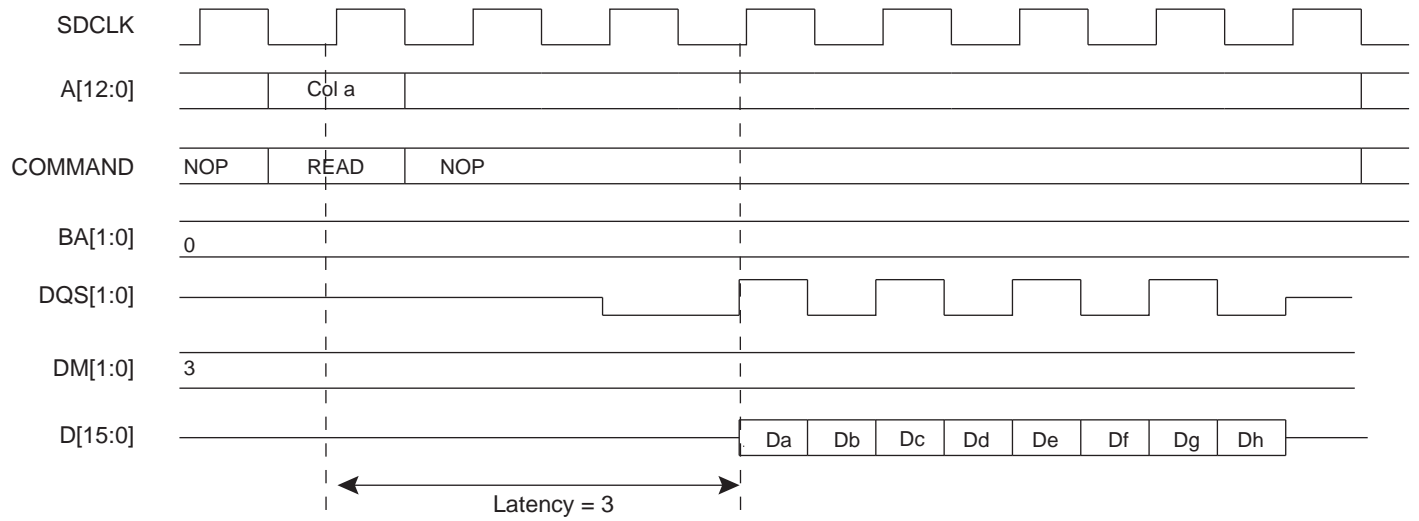 SDCLK
A[12:0] Col a
COMMAND NOP READ NOP
BA[1:0] 0
DQS[1:0]
DM[1:0] 3
D[15:0] Da Db Dc Dd De Df Dg Dh
Latency = 3